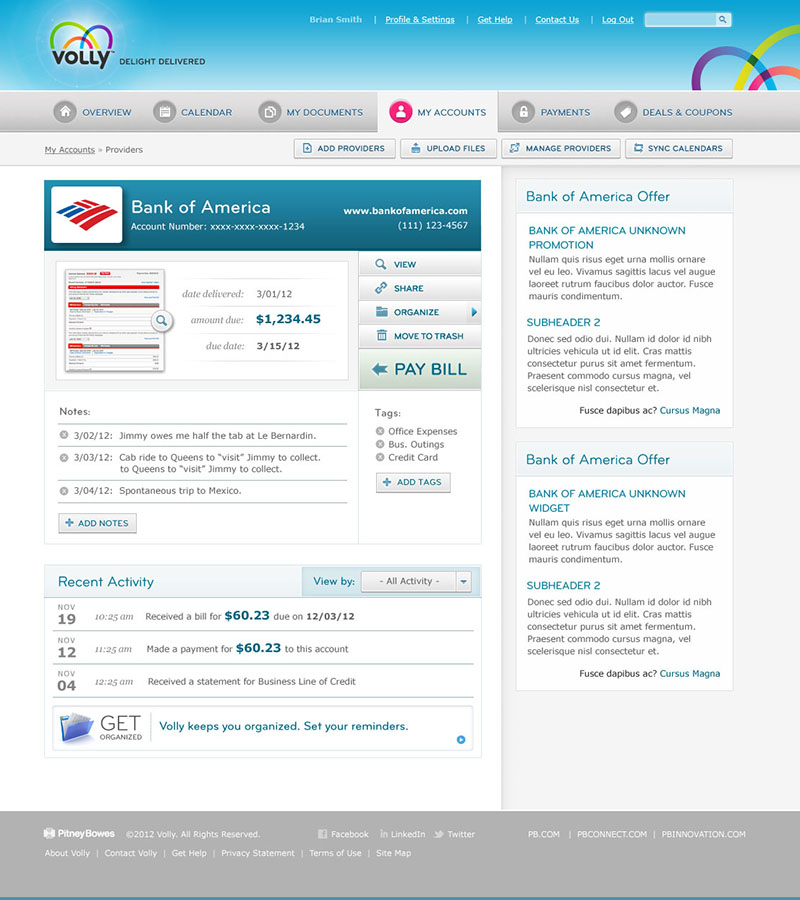 Brian Smith | Profile & Settings | Get Help | Contact Us | Log Out
VOLLY™ DELIGHT DELIVERED
OVERVIEW
CALENDAR
MY DOCUMENTS
MY ACCOUNTS
PAYMENTS
DEALS & COUPONS
My Accounts » Providers
ADD PROVIDERS
UPLOAD FILES
MANAGE PROVIDERS
SYNC CALENDARS
Bank of America
Account Number: xxxx-xxxx-xxxx-1234
www.bankofamerica.com
(111) 123-4567
date delivered: 3/01/12
amount due: $1,234.45
due date: 3/15/12
VIEW
SHARE
ORGANIZE
MOVE TO TRASH
PAY BILL
Notes:
3/02/12: Jimmy owes me half the tab at Le Bernardin.
3/03/12: Cab ride to Queens to “visit” Jimmy to collect.
to Queens to “visit” Jimmy to collect.
3/04/12: Spontaneous trip to Mexico.
ADD NOTES
Tags:
Office Expenses
Bus. Outings
Credit Card
ADD TAGS
Recent Activity
View by: - All Activity -
NOV
19 10:25 am Received a bill for $60.23 due on 12/03/12
NOV
12 11:25 am Made a payment for $60.23 to this account
NOV
04 12:25 am Received a statement for Business Line of Credit
GET
ORGANIZED
Volly keeps you organized. Set your reminders.
Bank of America Offer
BANK OF AMERICA UNKNOWN
PROMOTION
Nullam quis risus eget urna mollis ornare
vel eu leo. Vivamus sagittis lacus vel augue
laoreet rutrum faucibus dolor auctor. Fusce
mauris condimentum.
SUBHEADER 2
Donec sed odio dui. Nullam id dolor id nibh
ultricies vehicula ut id elit. Cras mattis
consectetur purus sit amet fermentum.
Praesent commodo cursus magna, vel
scelerisque nisl consectetur et.
Fusce dapibus ac? Cursus Magna
Bank of America Offer
BANK OF AMERICA UNKNOWN
WIDGET
Nullam quis risus eget urna mollis ornare
vel eu leo. Vivamus sagittis lacus vel augue
laoreet rutrum faucibus dolor auctor. Fusce
mauris condimentum.
SUBHEADER 2
Donec sed odio dui. Nullam id dolor id nibh
ultricies vehicula ut id elit. Cras mattis
consectetur purus sit amet fermentum.
Praesent commodo cursus magna, vel
scelerisque nisl consectetur et.
Fusce dapibus ac? Cursus Magna
Pitney Bowes ©2012 Volly. All Rights Reserved.
Facebook LinkedIn Twitter
PB.COM | PBCONNECT.COM | PBINNOVATION.COM
About Volly | Contact Volly | Get Help | Privacy Statement | Terms of Use | Site Map